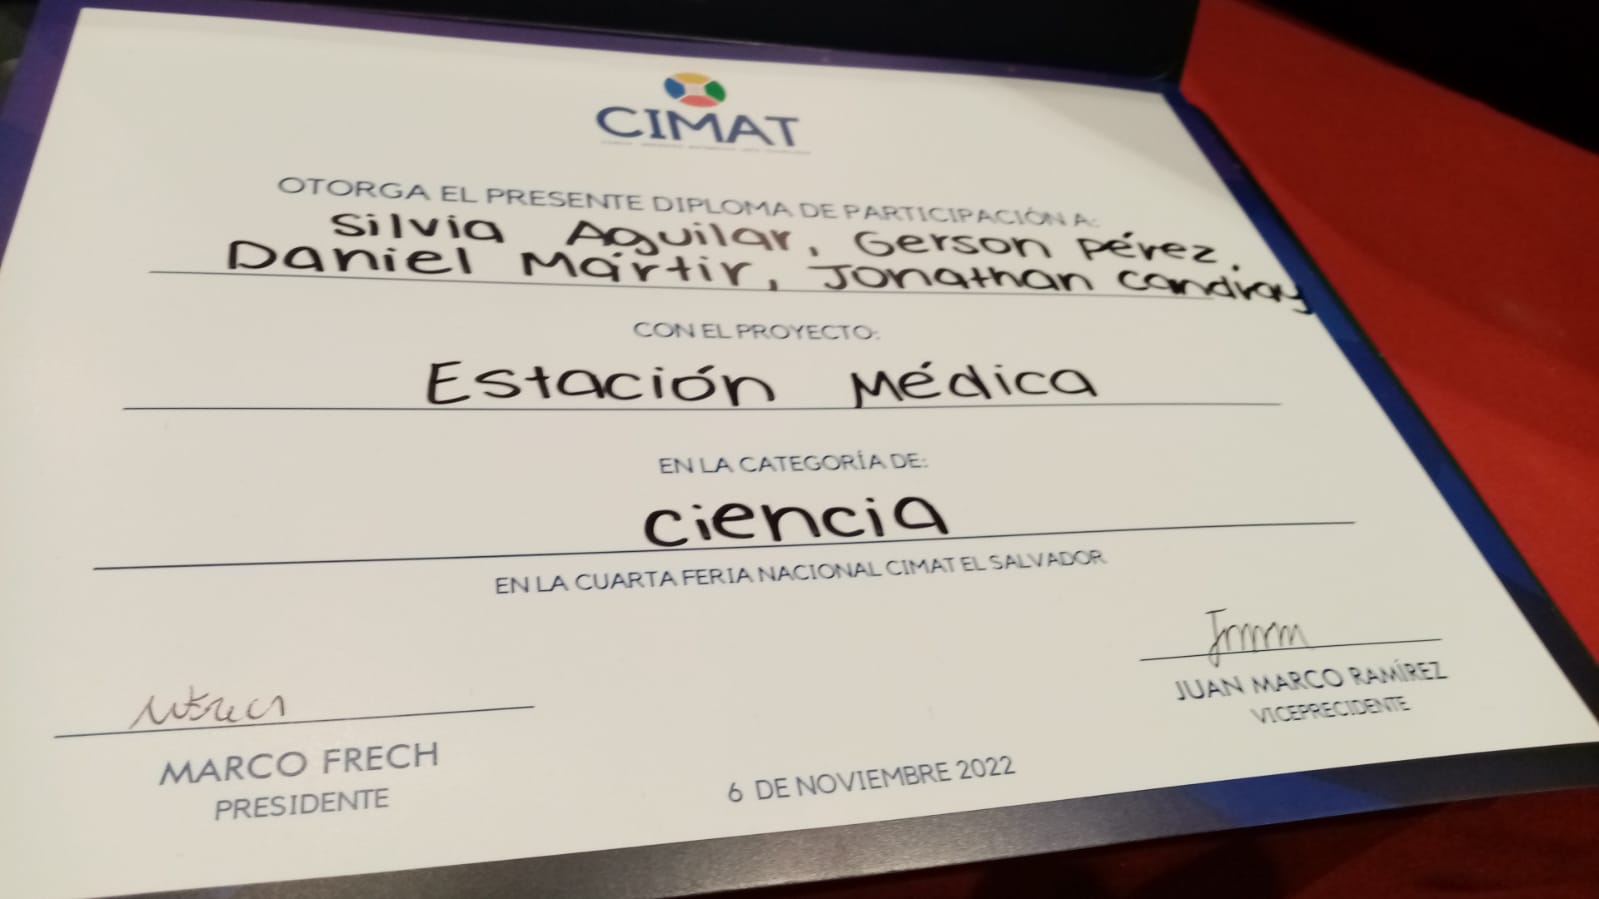 CIMAT
OTORGA EL PRESENTE DIPLOMA DE PARTICIPACIÓN A:
Silvia Aguilar, Gerson Pérez,
Daniel Mártir, Jonathan Candray
CON EL PROYECTO:
Estación Médica
EN LA CATEGORÍA DE:
Ciencia
EN LA CUARTA FERIA NACIONAL CIMAT EL SALVADOR
MARCO FRECH
PRESIDENTE
6 DE NOVIEMBRE 2022
JUAN MARCO RAMÍREZ
VICEPRECIDENTE